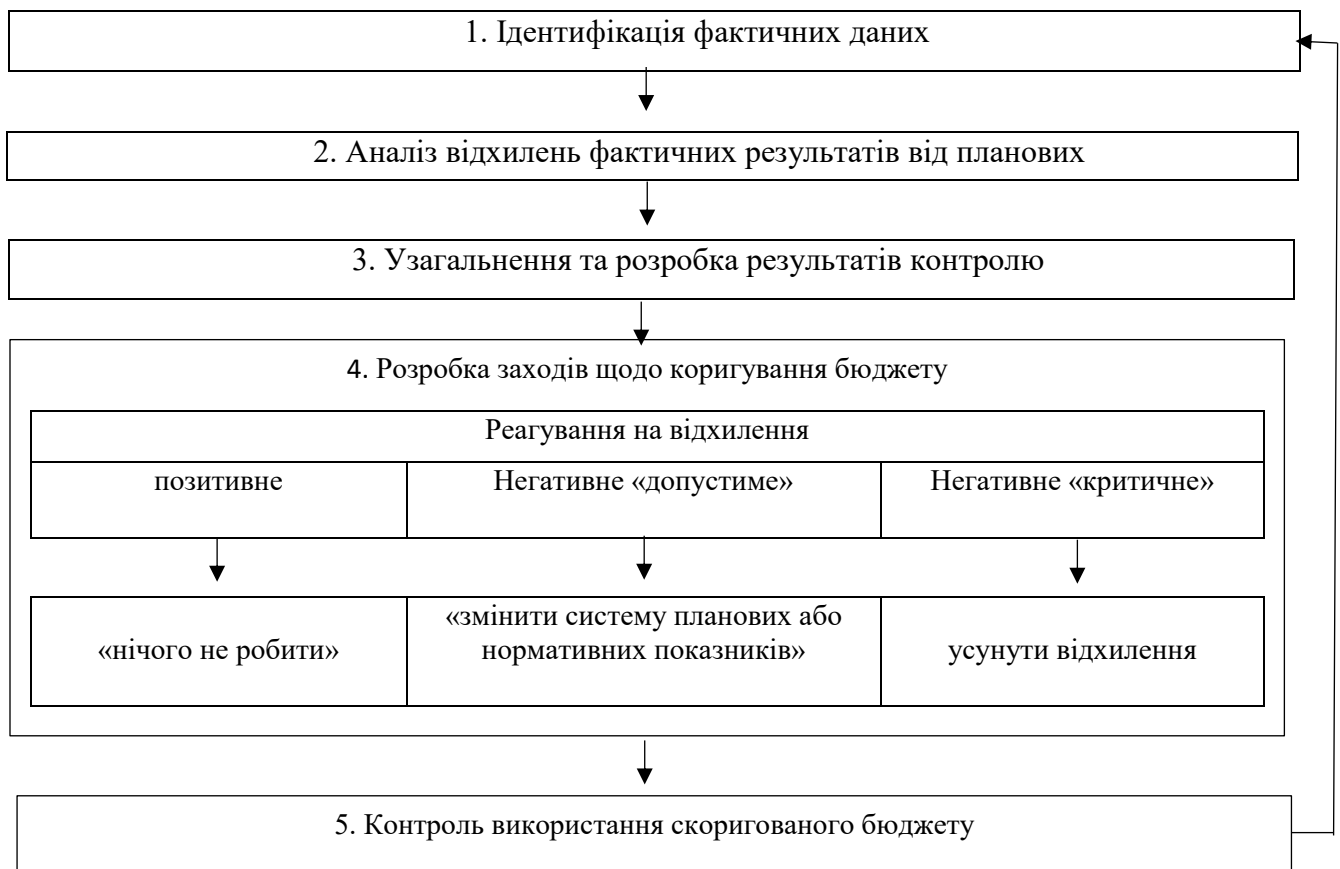 1. Ідентифікація фактичних даних
2. Аналіз відхилень фактичних результатів від планових
3. Узагальнення та розробка результатів контролю
4. Розробка заходів щодо коригування бюджету
Реагування на відхилення
позитивне
Негативне «допустиме»
Негативне «критичне»
«нічого не робити»
«змінити систему планових або
нормативних показників»
усунути відхилення
5. Контроль використання скоригованого бюджету